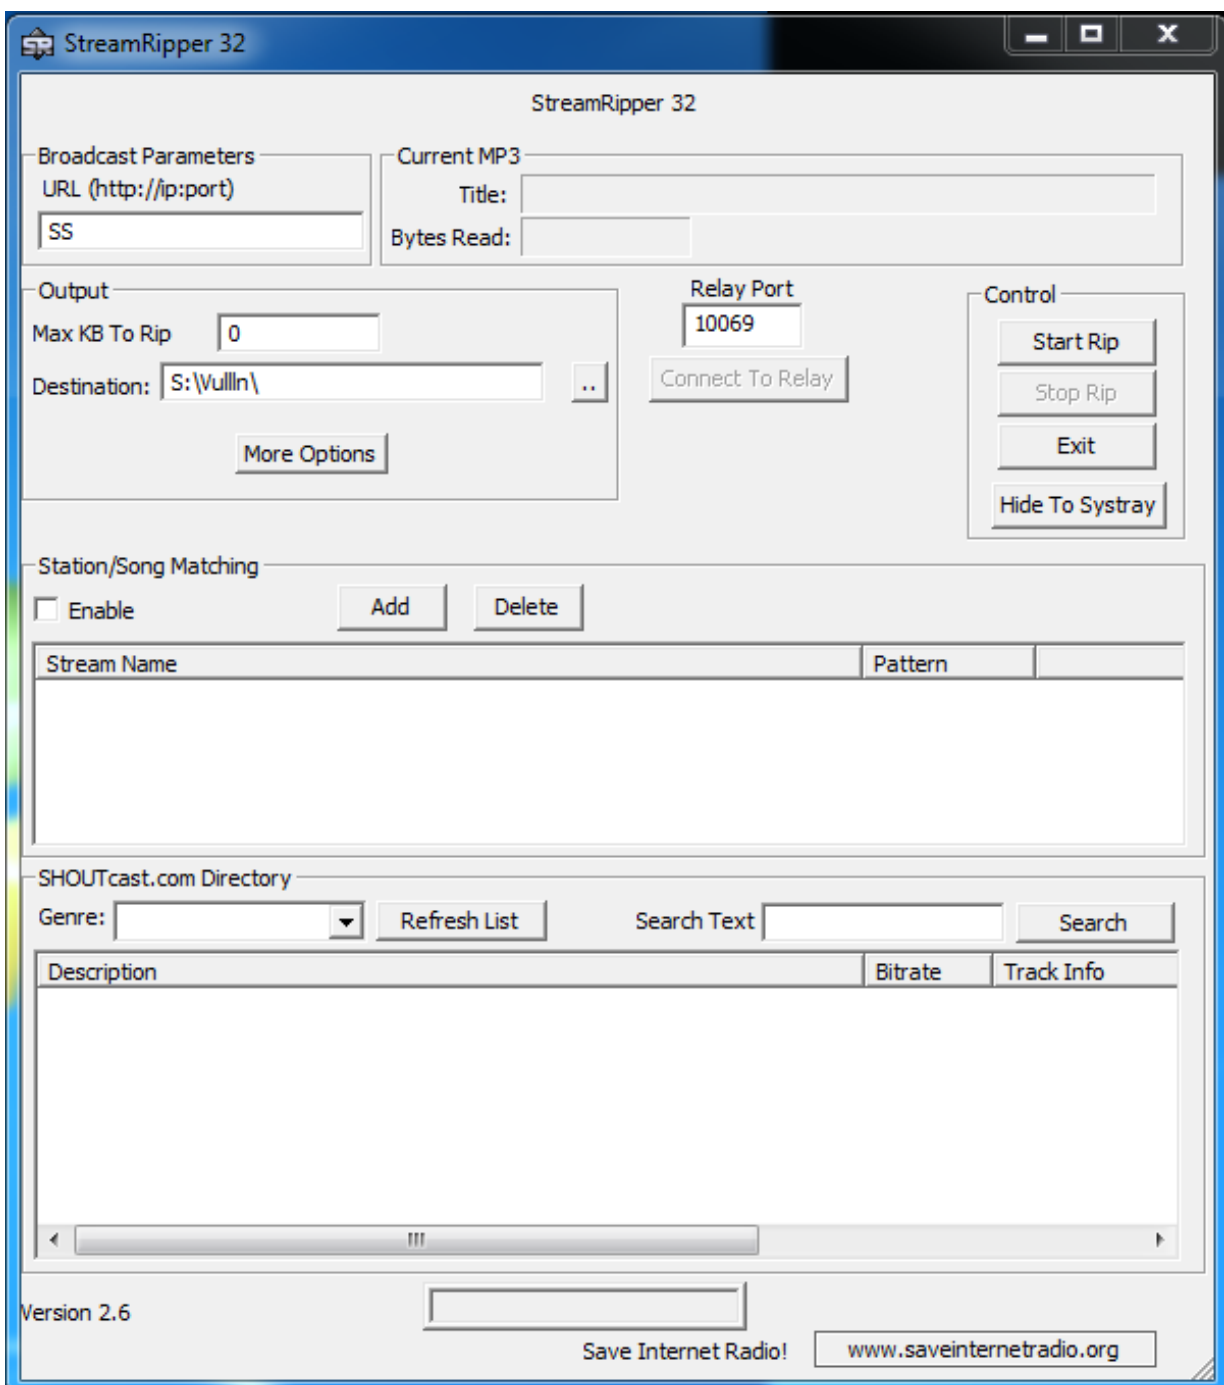 StreamRipper 32
StreamRipper 32
Broadcast Parameters
URL (http://ip:port)
SS
Current MP3
Title:
Bytes Read:
Output
Max KB To Rip 0
Destination: S:\VullIn\ ..
More Options
Relay Port
10069
Connect To Relay
Control
Start Rip
Stop Rip
Exit
Hide To Systray
Station/Song Matching
Enable Add Delete
Stream Name Pattern
SHOUTcast.com Directory
Genre: Refresh List Search Text Search
Description Bitrate Track Info
Version 2.6
Save Internet Radio! www.saveinternetradio.org